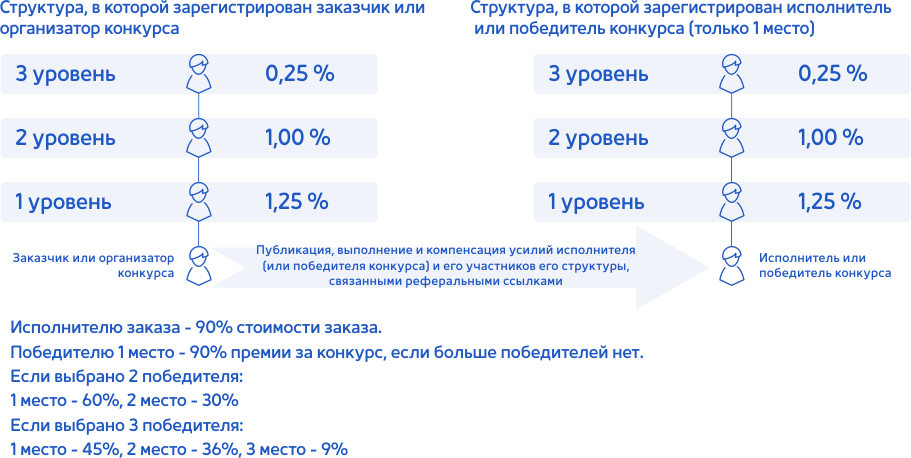 Структура, в которой зарегистрирован заказчик или
организатор конкурса
3 уровень 0,25 %
2 уровень 1,00 %
1 уровень 1,25 %
Заказчик или организатор
конкурса
Структура, в которой зарегистрирован исполнитель
или победитель конкурса (только 1 место)
3 уровень 0,25 %
2 уровень 1,00 %
1 уровень 1,25 %
Публикация, выполнение и компенсация усилий исполнителя
(или победителя конкурса) и его участников его структуры,
связанными реферальными ссылками
Исполнитель или
победитель конкурса
Исполнителю заказа - 90% стоимости заказа.
Победителю 1 место - 90% премии за конкурс, если больше победителей нет.
Если выбрано 2 победителя:
1 место - 60%, 2 место - 30%
Если выбрано 3 победителя:
1 место - 45%, 2 место - 36%, 3 место - 9%